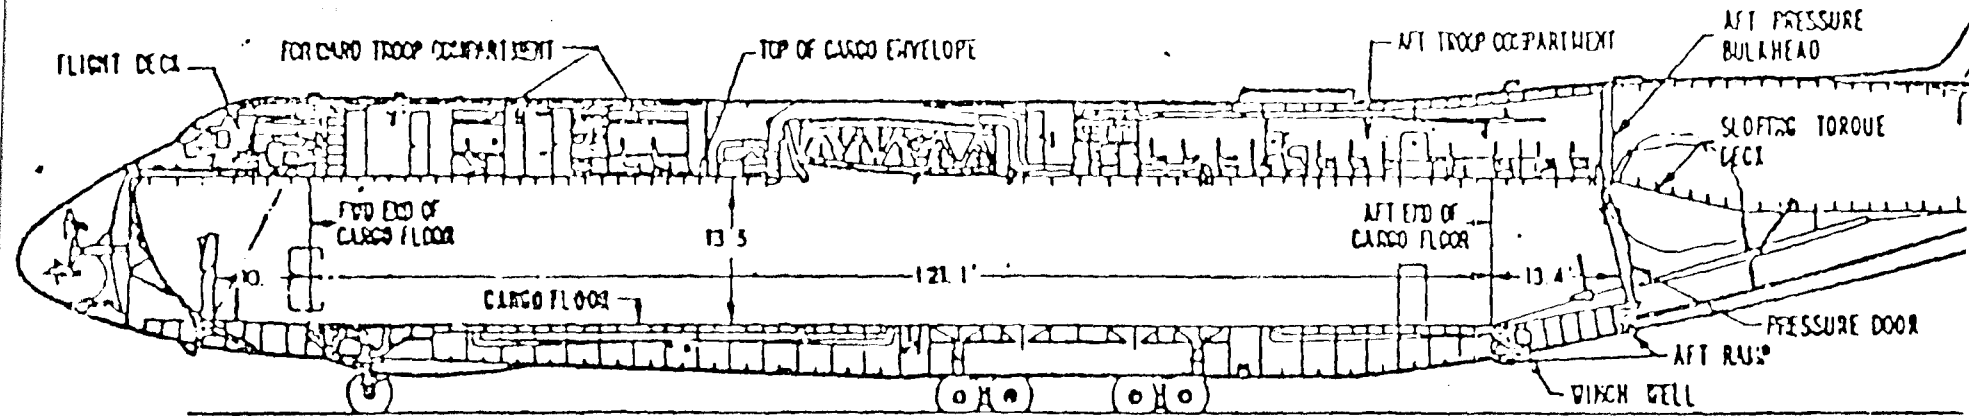 AFT PRESSURE
BULKHEAD
FLIGHT DECK
FORWARD TROOP COMPARTMENT
TOP OF CARGO ENVELOPE
AFT TROOP COMPARTMENT
SLOPING TORQUE
DECK
FWD END OF
CARGO FLOOR
AFT END OF
CARGO FLOOR
13.5
10.
121.1'
13.4'
CARGO FLOOR
PRESSURE DOOR
AFT RAMP
WINCH WELL